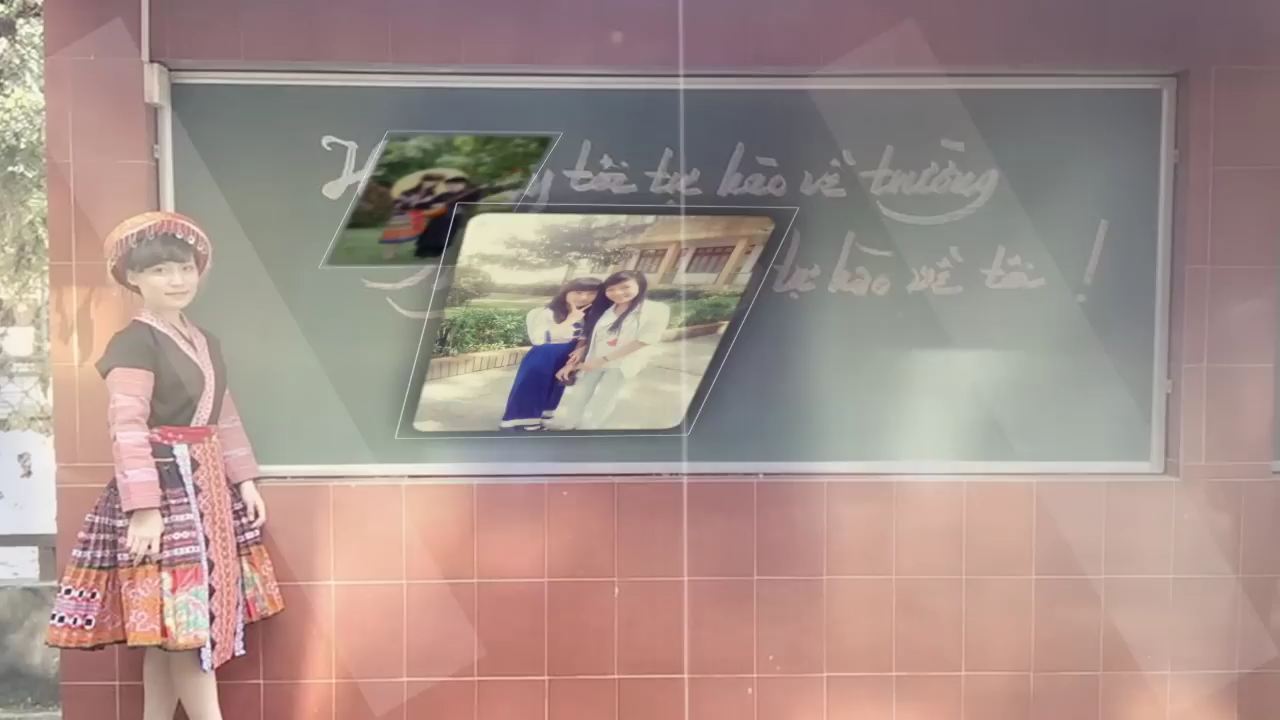 tôi tự hào về trường
tự hào về tôi !